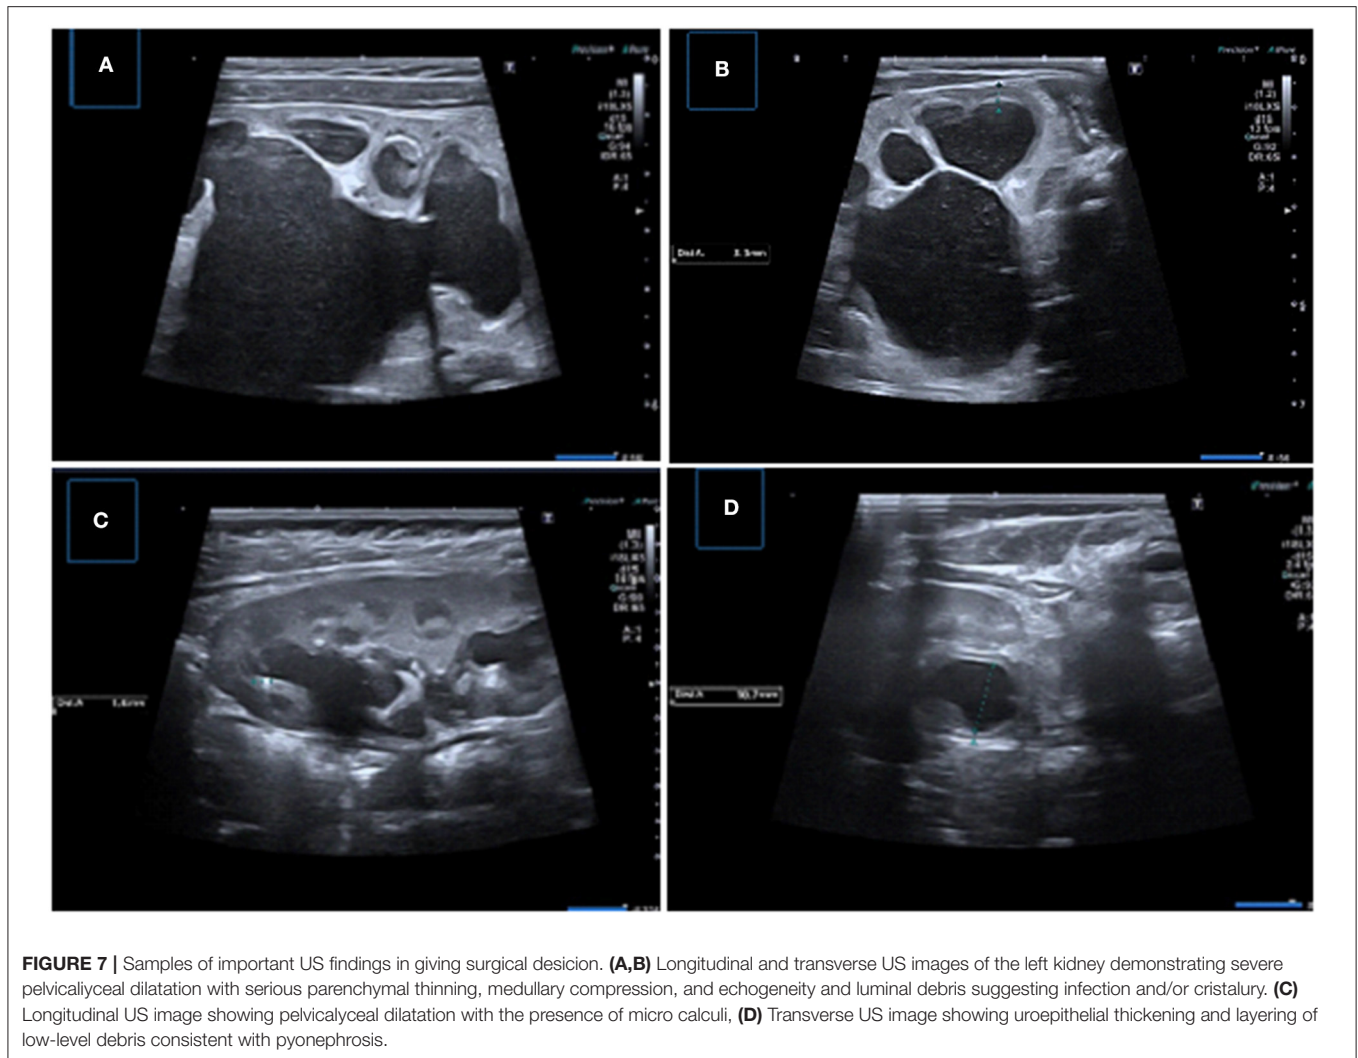 A
B
C
D
FIGURE 7 | Samples of important US findings in giving surgical desicion. (A,B) Longitudinal and transverse US images of the left kidney demonstrating severe
pelvicaliyceal dilatation with serious parenchymal thinning, medullary compression, and echogeneity and luminal debris suggesting infection and/or cristalury. (C)
Longitudinal US image showing pelvicalyceal dilatation with the presence of micro calculi, (D) Transverse US image showing uroepithelial thickening and layering of
low-level debris consistent with pyonephrosis.